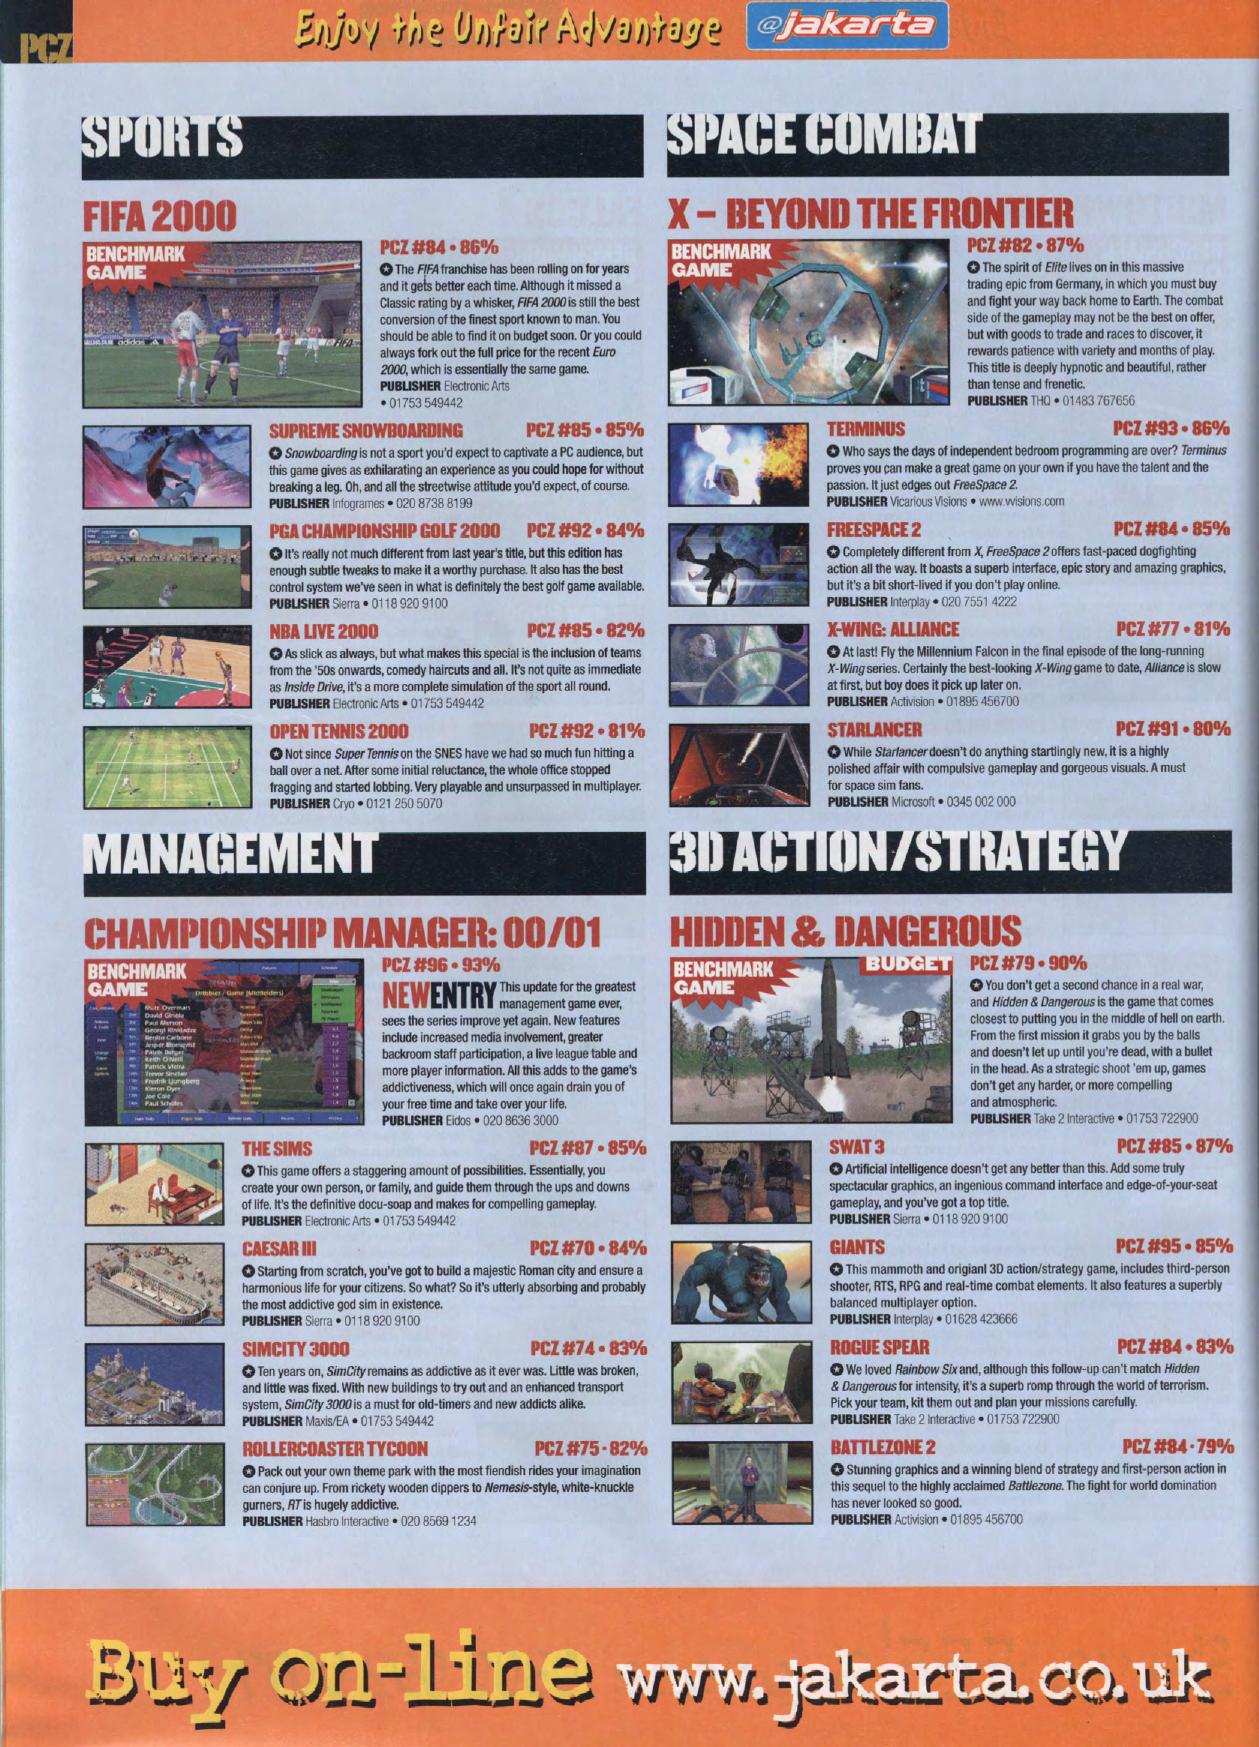 PCZ
Enjoy the Unfair Advantage
@jakarta
SPORTS
FIFA 2000
BENCHMARK
GAME
adidas
FIFA
PCZ #84 • 86%
The FIFA franchise has been rolling on for years
and it gets better each time. Although it missed a
Classic rating by a whisker, FIFA 2000 is still the best
conversion of the finest sport known to man. You
should be able to find it on budget soon. Or you could
always fork out the full price for the recent Euro
2000, which is essentially the same game.
PUBLISHER Electronic Arts
• 01753 549442
SUPREME SNOWBOARDING PCZ #85 • 85%
Snowboarding is not a sport you'd expect to captivate a PC audience, but
this game gives as exhilarating an experience as you could hope for without
breaking a leg. Oh, and all the streetwise attitude you'd expect, of course.
PUBLISHER Infogrames • 020 8738 8199
PGA CHAMPIONSHIP GOLF 2000 PCZ #92 • 84%
It's really not much different from last year's title, but this edition has
enough subtle tweaks to make it a worthy purchase. It also has the best
control system we've seen in what is definitely the best golf game available.
PUBLISHER Sierra • 0118 920 9100
NBA LIVE 2000 PCZ #85 • 82%
As slick as always, but what makes this special is the inclusion of teams
from the '50s onwards, comedy haircuts and all. It's not quite as immediate
as Inside Drive, it's a more complete simulation of the sport all round.
PUBLISHER Electronic Arts • 01753 549442
OPEN TENNIS 2000 PCZ #92 • 81%
Not since Super Tennis on the SNES have we had so much fun hitting a
ball over a net. After some initial reluctance, the whole office stopped
fragging and started lobbing. Very playable and unsurpassed in multiplayer.
PUBLISHER Cryo • 0121 250 5070
SPACE COMBAT
X – BEYOND THE FRONTIER
BENCHMARK
GAME
PCZ #82 • 87%
The spirit of Elite lives on in this massive
trading epic from Germany, in which you must buy
and fight your way back home to Earth. The combat
side of the gameplay may not be the best on offer,
but with goods to trade and races to discover, it
rewards patience with variety and months of play.
This title is deeply hypnotic and beautiful, rather
than tense and frenetic.
PUBLISHER THQ • 01483 767656
TERMINUS PCZ #93 • 86%
Who says the days of independent bedroom programming are over? Terminus
proves you can make a great game on your own if you have the talent and the
passion. It just edges out FreeSpace 2.
PUBLISHER Vicarious Visions • www.vvisions.com
FREESPACE 2 PCZ #84 • 85%
Completely different from X, FreeSpace 2 offers fast-paced dogfighting
action all the way. It boasts a superb interface, epic story and amazing graphics,
but it's a bit short-lived if you don't play online.
PUBLISHER Interplay • 020 7551 4222
X-WING: ALLIANCE PCZ #77 • 81%
At last! Fly the Millennium Falcon in the final episode of the long-running
X-Wing series. Certainly the best-looking X-Wing game to date, Alliance is slow
at first, but boy does it pick up later on.
PUBLISHER Activision • 01895 456700
STARLANCER PCZ #91 • 80%
While Starlancer doesn't do anything startlingly new, it is a highly
polished affair with compulsive gameplay and gorgeous visuals. A must
for space sim fans.
PUBLISHER Microsoft • 0345 002 000
MANAGEMENT
CHAMPIONSHIP MANAGER: 00/01
BENCHMARK
GAME
Dribbler / Game (Midfielders)
Marc Overmars
David Ginola
Paul Merson
Georgi Kinkladze
Benito Carbone
Jesper Blomqvist
Patrik Berger
Keith O'Neill
Patrick Vieira
Trevor Sinclair
Fredrik Ljungberg
Kieron Dyer
Joe Cole
Paul Scholes
PCZ #96 • 93%
NEW ENTRY This update for the greatest
management game ever,
sees the series improve yet again. New features
include increased media involvement, greater
backroom staff participation, a live league table and
more player information. All this adds to the game's
addictiveness, which will once again drain you of
your free time and take over your life.
PUBLISHER Eidos • 020 8636 3000
THE SIMS PCZ #87 • 85%
This game offers a staggering amount of possibilities. Essentially, you
create your own person, or family, and guide them through the ups and downs
of life. It's the definitive docu-soap and makes for compelling gameplay.
PUBLISHER Electronic Arts • 01753 549442
CAESAR III PCZ #70 • 84%
Starting from scratch, you've got to build a majestic Roman city and ensure a
harmonious life for your citizens. So what? So it's utterly absorbing and probably
the most addictive god sim in existence.
PUBLISHER Sierra • 0118 920 9100
SIMCITY 3000 PCZ #74 • 83%
Ten years on, SimCity remains as addictive as it ever was. Little was broken,
and little was fixed. With new buildings to try out and an enhanced transport
system, SimCity 3000 is a must for old-timers and new addicts alike.
PUBLISHER Maxis/EA • 01753 549442
ROLLERCOASTER TYCOON PCZ #75 • 82%
Pack out your own theme park with the most fiendish rides your imagination
can conjure up. From rickety wooden dippers to Nemesis-style, white-knuckle
gurners, RT is hugely addictive.
PUBLISHER Hasbro Interactive • 020 8569 1234
3D ACTION/STRATEGY
HIDDEN & DANGEROUS
BENCHMARK
GAME
BUDGET
PCZ #79 • 90%
You don't get a second chance in a real war,
and Hidden & Dangerous is the game that comes
closest to putting you in the middle of hell on earth.
From the first mission it grabs you by the balls
and doesn't let up until you're dead, with a bullet
in the head. As a strategic shoot 'em up, games
don't get any harder, or more compelling
and atmospheric.
PUBLISHER Take 2 Interactive • 01753 722900
SWAT 3 PCZ #85 • 87%
Artificial intelligence doesn't get any better than this. Add some truly
spectacular graphics, an ingenious command interface and edge-of-your-seat
gameplay, and you've got a top title.
PUBLISHER Sierra • 0118 920 9100
GIANTS PCZ #95 • 85%
This mammoth and origianl 3D action/strategy game, includes third-person
shooter, RTS, RPG and real-time combat elements. It also features a superbly
balanced multiplayer option.
PUBLISHER Interplay • 01628 423666
ROGUE SPEAR PCZ #84 • 83%
We loved Rainbow Six and, although this follow-up can't match Hidden
& Dangerous for intensity, it's a superb romp through the world of terrorism.
Pick your team, kit them out and plan your missions carefully.
PUBLISHER Take 2 Interactive • 01753 722900
BATTLEZONE 2 PCZ #84 • 79%
Stunning graphics and a winning blend of strategy and first-person action in
this sequel to the highly acclaimed Battlezone. The fight for world domination
has never looked so good.
PUBLISHER Activision • 01895 456700
Buy on-line www.jakarta.co.uk